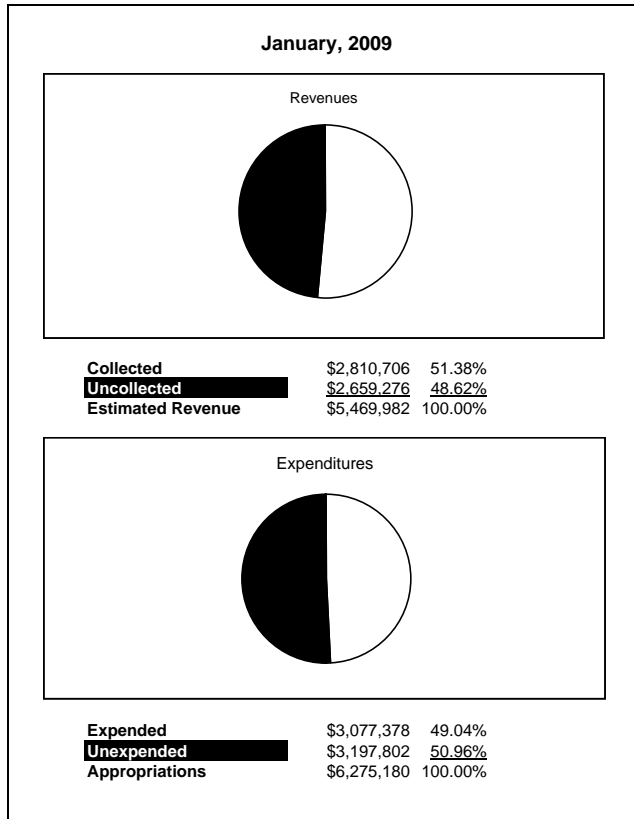 January, 2009
Revenues
Collected $2,810,706 51.38%
Uncollected $2,659,276 48.62%
Estimated Revenue $5,469,982 100.00%
Expenditures
Expended $3,077,378 49.04%
Unexpended $3,197,802 50.96%
Appropriations $6,275,180 100.00%